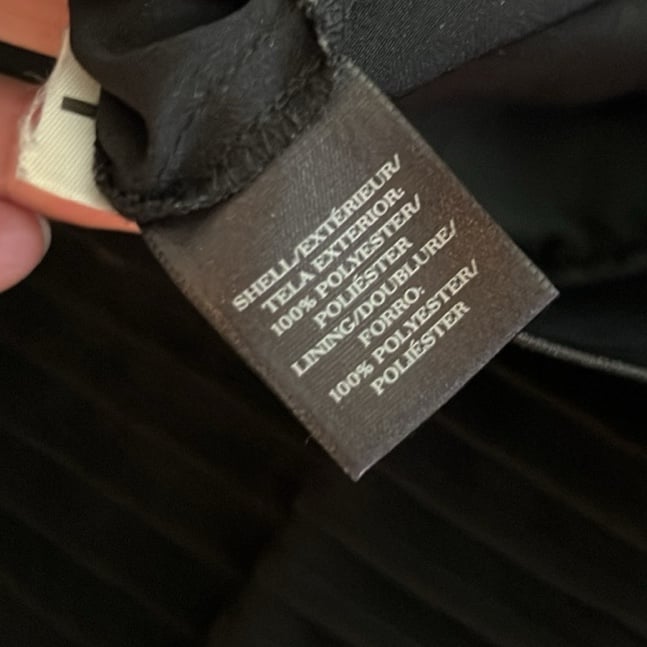 SHELL/EXTÉRIEUR/
TELA EXTERIOR:
100% POLYESTER/
POLIÉSTER
LINING/DOUBLURE/
FORRO:
100% POLYESTER/
POLIÉSTER